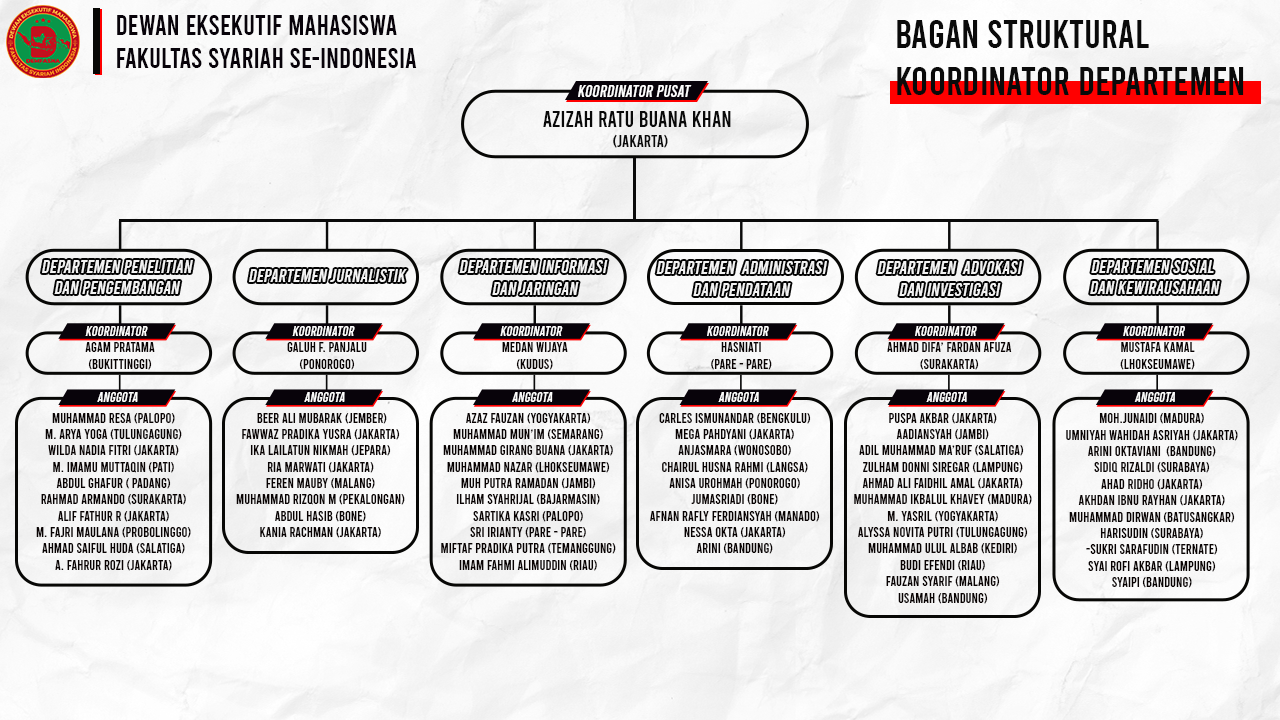 DEWAN EKSEKUTIF MAHASISWA
FAKULTAS SYARIAH SE-INDONESIA
DEWAN EKSEKUTIF MAHASISWA
FAKULTAS SYARIAH INDONESIA
BAGAN STRUKTURAL
KOORDINATOR DEPARTEMEN
KOORDINATOR PUSAT
AZIZAH RATU BUANA KHAN
(JAKARTA)
DEPARTEMEN PENELITIAN
DAN PENGEMBANGAN
KOORDINATOR
AGAM PRATAMA
(BUKITTINGGI)
ANGGOTA
MUHAMMAD RESA (PALOPO)
M. ARYA YOGA (TULUNGAGUNG)
WILDA NADIA FITRI (JAKARTA)
M. IMAMU MUTTAQIN (PATI)
ABDUL GHAFUR ( PADANG)
RAHMAD ARMANDO (SURAKARTA)
ALIF FATHUR R (JAKARTA)
M. FAJRI MAULANA (PROBOLINGGO)
AHMAD SAIFUL HUDA (SALATIGA)
A. FAHRUR ROZI (JAKARTA)
DEPARTEMEN JURNALISTIK
KOORDINATOR
GALUH F. PANJALU
(PONOROGO)
ANGGOTA
BEER ALI MUBARAK (JEMBER)
FAWWAZ PRADIKA YUSRA (JAKARTA)
IKA LAILATUN NIKMAH (JEPARA)
RIA MARWATI (JAKARTA)
FEREN MAUBY (MALANG)
MUHAMMAD RIZQON M (PEKALONGAN)
ABDUL HASIB (BONE)
KANIA RACHMAN (JAKARTA)
DEPARTEMEN INFORMASI
DAN JARINGAN
KOORDINATOR
MEDAN WIJAYA
(KUDUS)
ANGGOTA
AZAZ FAUZAN (YOGYAKARTA)
MUHAMMAD MUN'IM (SEMARANG)
MUHAMMAD GIRANG BUANA (JAKARTA)
MUHAMMAD NAZAR (LHOKSEUMAWE)
MUH PUTRA RAMADAN (JAMBI)
ILHAM SYAHRIJAL (BAJARMASIN)
SARTIKA KASRI (PALOPO)
SRI IRIANTY (PARE - PARE)
MIFTAF PRADIKA PUTRA (TEMANGGUNG)
IMAM FAHMI ALIMUDDIN (RIAU)
DEPARTEMEN ADMINISTRASI
DAN PENDATAAN
KOORDINATOR
HASNIATI
(PARE - PARE)
ANGGOTA
CARLES ISMUNANDAR (BENGKULU)
MEGA PAHDYANI (JAKARTA)
ANJASMARA (WONOSOBO)
CHAIRUL HUSNA RAHMI (LANGSA)
ANISA UROHMAH (PONOROGO)
JUMASRIADI (BONE)
AFNAN RAFLY FERDIANSYAH (MANADO)
NESSA OKTA (JAKARTA)
ARINI (BANDUNG)
DEPARTEMEN ADVOKASI
DAN INVESTIGASI
KOORDINATOR
AHMAD DIFA' FARDAN AFUZA
(SURAKARTA)
ANGGOTA
PUSPA AKBAR (JAKARTA)
AADIANSYAH (JAMBI)
ADIL MUHAMMAD MA'RUF (SALATIGA)
ZULHAM DONNI SIREGAR (LAMPUNG)
AHMAD ALI FAIDHIL AMAL (JAKARTA)
MUHAMMAD IKBALUL KHAVEY (MADURA)
M. YASRIL (YOGYAKARTA)
ALYSSA NOVITA PUTRI (TULUNGAGUNG)
MUHAMMAD ULUL ALBAB (KEDIRI)
BUDI EFENDI (RIAU)
FAUZAN SYARIF (MALANG)
USAMAH (BANDUNG)
DEPARTEMEN SOSIAL
DAN KEWIRAUSAHAAN
KOORDINATOR
MUSTAFA KAMAL
(LHOKSEUMAWE)
ANGGOTA
MOH.JUNAIDI (MADURA)
UMNIYAH WAHIDAH ASRIYAH (JAKARTA)
ARINI OKTAVIANI (BANDUNG)
SIDIQ RIZALDI (SURABAYA)
AHAD RIDHO (JAKARTA)
AKHDAN IBNU RAYHAN (JAKARTA)
MUHAMMAD DIRWAN (BATUSANGKAR)
HARISUDIN (SURABAYA)
-SUKRI SARAFUDIN (TERNATE)
SYAI ROFI AKBAR (LAMPUNG)
SYAIPI (BANDUNG)